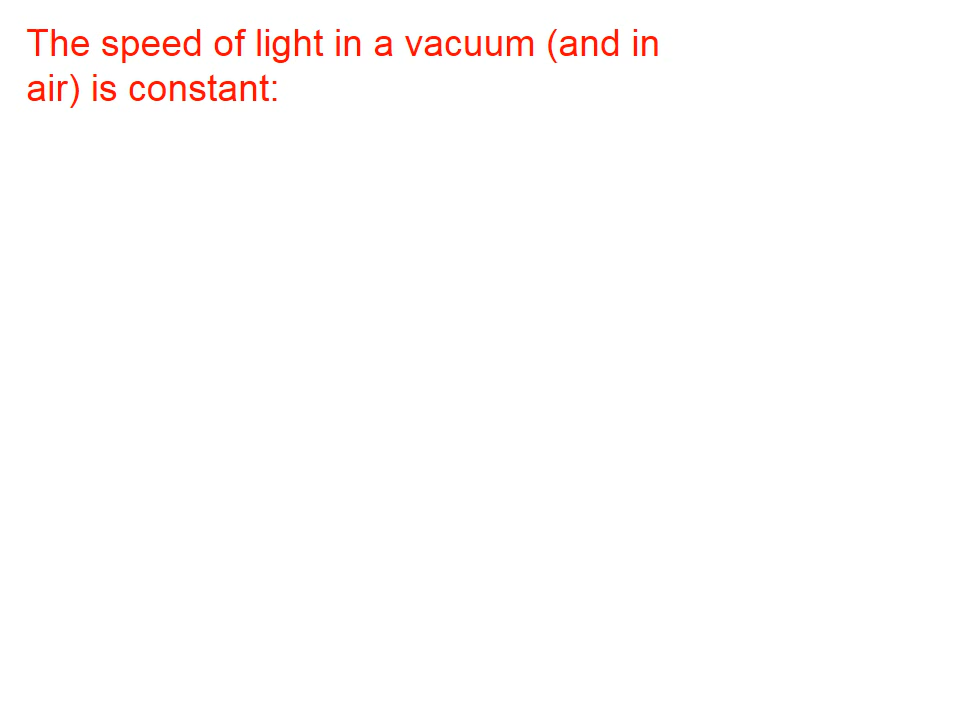 The speed of light in a vacuum (and in
air) is constant: